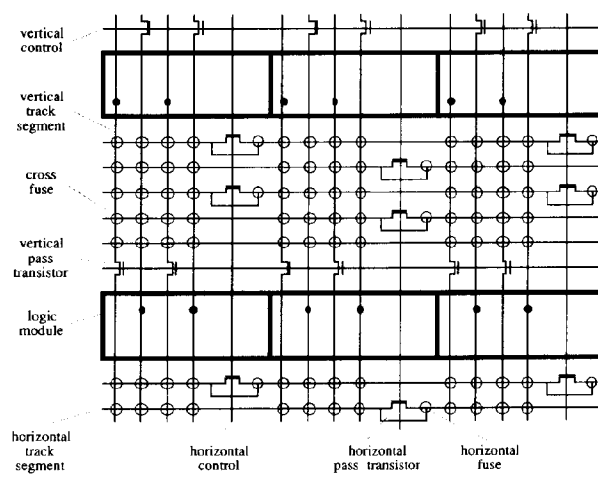 vertical
control
vertical
track
segment
cross
fuse
vertical
pass
transistor
logic
module
horizontal
track
segment
horizontal
control
horizontal
pass transistor
horizontal
fuse